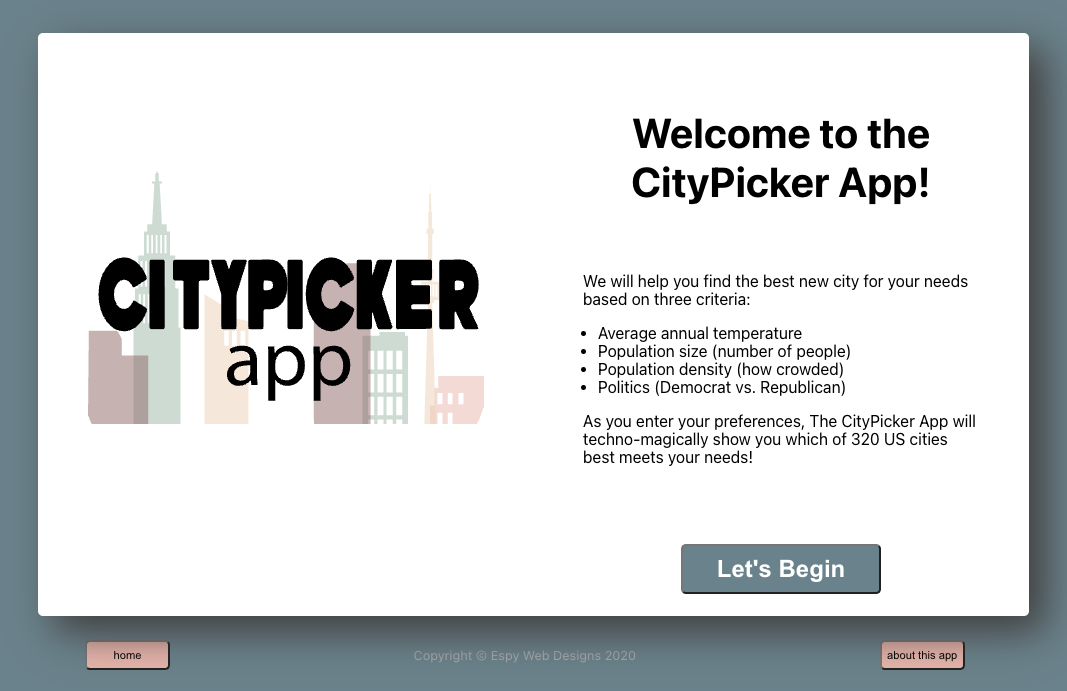 CITYPICKER
app
Welcome to the
CityPicker App!
We will help you find the best new city for your needs
based on three criteria:
• Average annual temperature
• Population size (number of people)
• Population density (how crowded)
• Politics (Democrat vs. Republican)
As you enter your preferences, The CityPicker App will
techno-magically show you which of 320 US cities
best meets your needs!
Let's Begin
home
Copyright © Espy Web Designs 2020
about this app